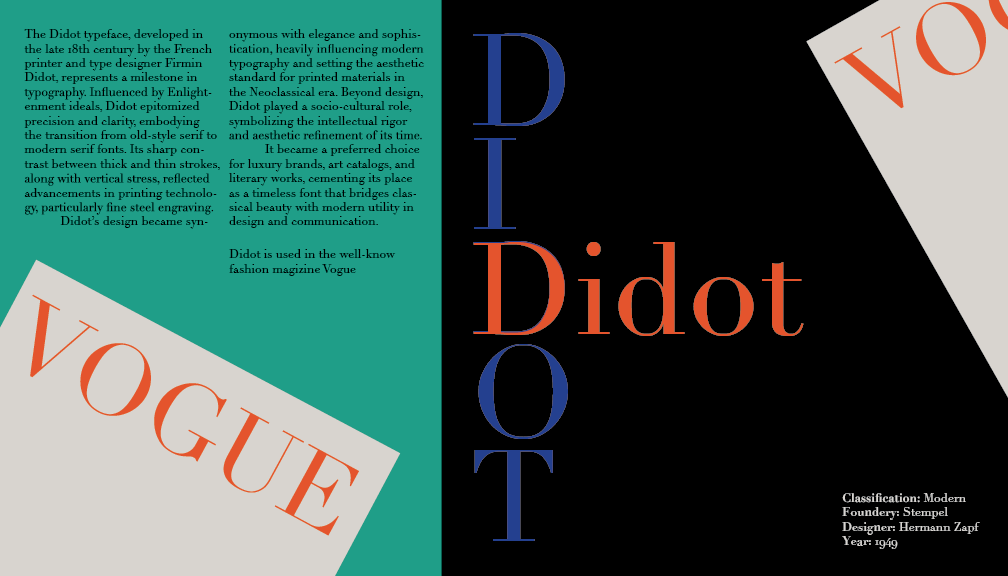 The Didot typeface, developed in
the late 18th century by the French
printer and type designer Firmin
Didot, represents a milestone in
typography. Influenced by Enlight-
enment ideals, Didot epitomized
precision and clarity, embodying
the transition from old-style serif to
modern serif fonts. Its sharp con-
trast between thick and thin strokes,
along with vertical stress, reflected
advancements in printing technolo-
gy, particularly fine steel engraving.
Didot's design became syn-
onymous with elegance and sophis-
tication, heavily influencing modern
typography and setting the aesthetic
standard for printed materials in
the Neoclassical era. Beyond design,
Didot played a socio-cultural role,
symbolizing the intellectual rigor
and aesthetic refinement of its time.
It became a preferred choice
for luxury brands, art catalogs, and
literary works, cementing its place
as a timeless font that bridges clas-
sical beauty with modern utility in
design and communication.
Didot is used in the well-know
fashion magizine Vogue
VOGUE
D
I
Didot
O
T
VOG
Classification: Modern
Foundery: Stempel
Designer: Hermann Zapf
Year: 1949